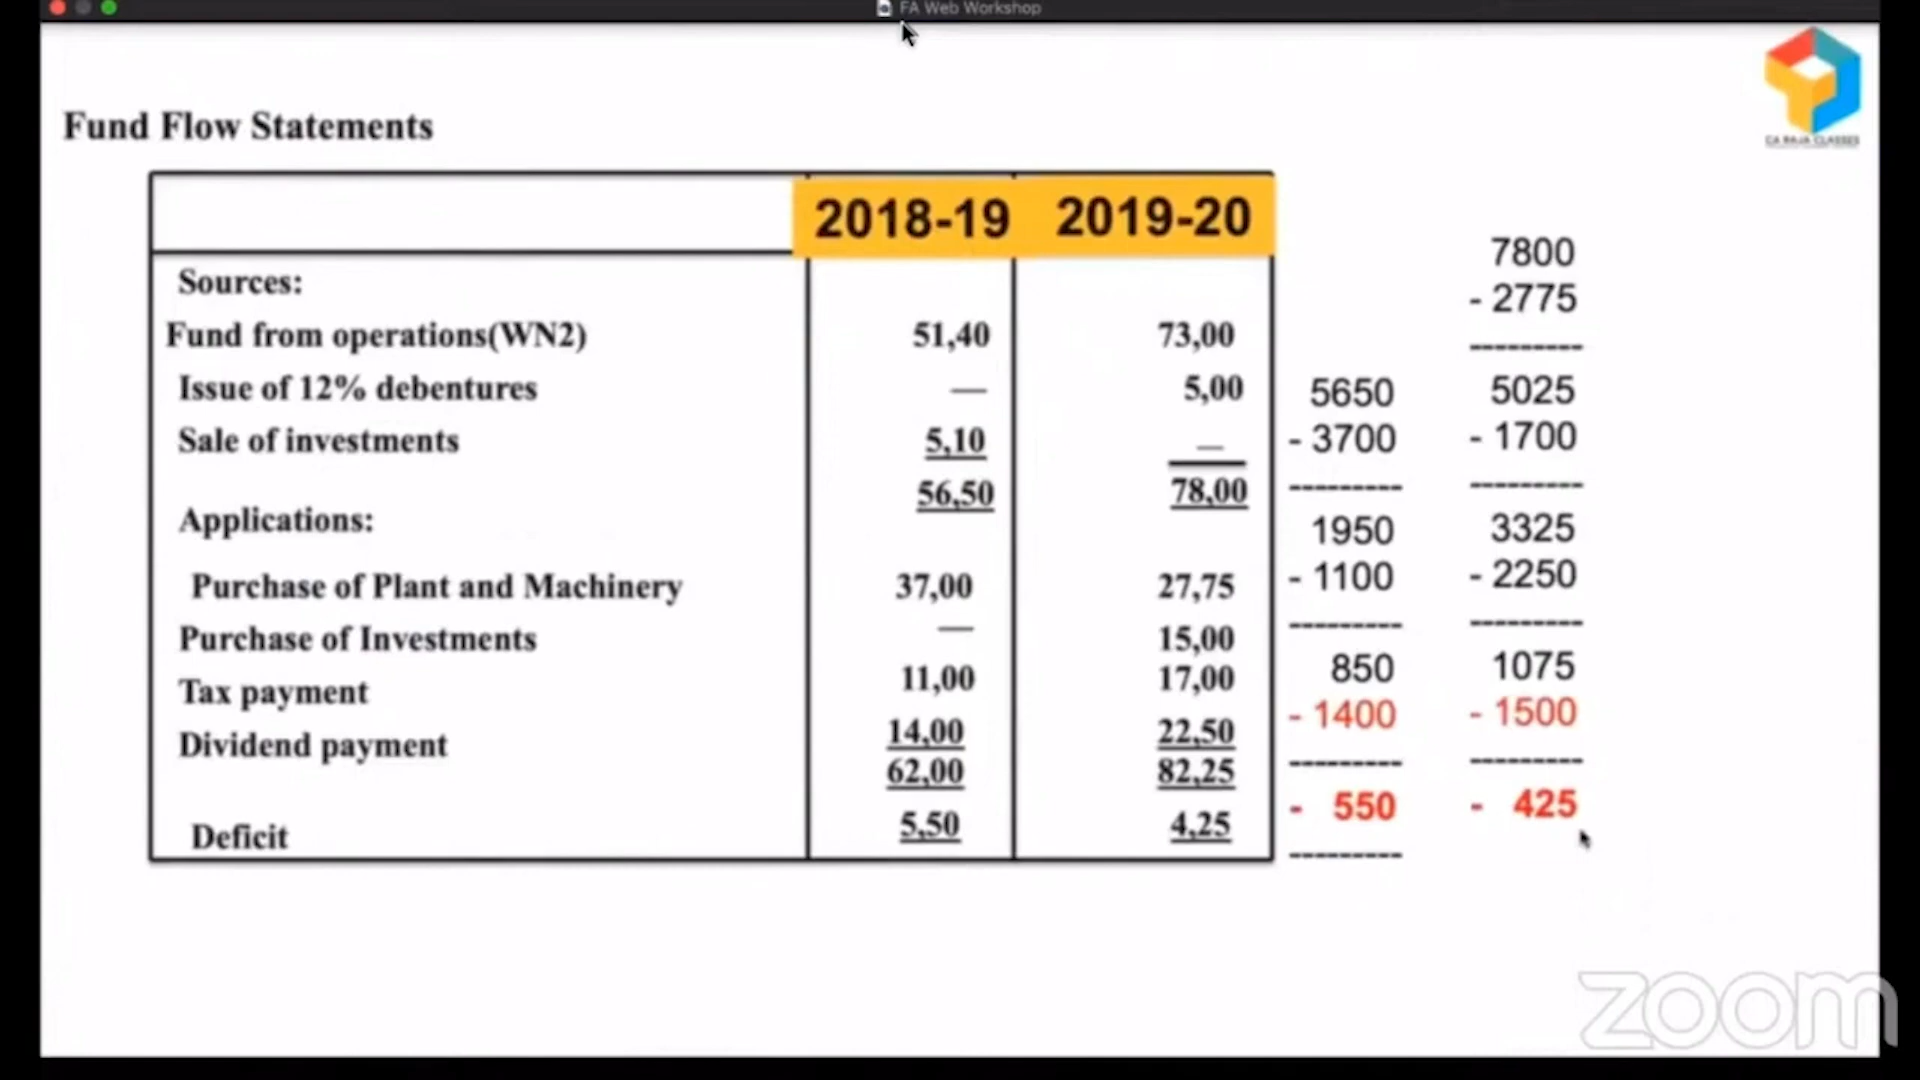 FA Web Workshop
CA RAJA CLASSES
Fund Flow Statements
2018-19 2019-20
Sources:
Fund from operations(WN2) 51,40 73,00
Issue of 12% debentures — 5,00
Sale of investments 5,10 —
56,50 78,00
Applications:
Purchase of Plant and Machinery 37,00 27,75
Purchase of Investments — 15,00
Tax payment 11,00 17,00
Dividend payment 14,00 22,50
62,00 82,25
Deficit 5,50 4,25
5650
- 3700
---------
1950
- 1100
---------
850
- 1400
---------
- 550
---------
7800
- 2775
---------
5025
- 1700
---------
3325
- 2250
---------
1075
- 1500
---------
- 425
zoom